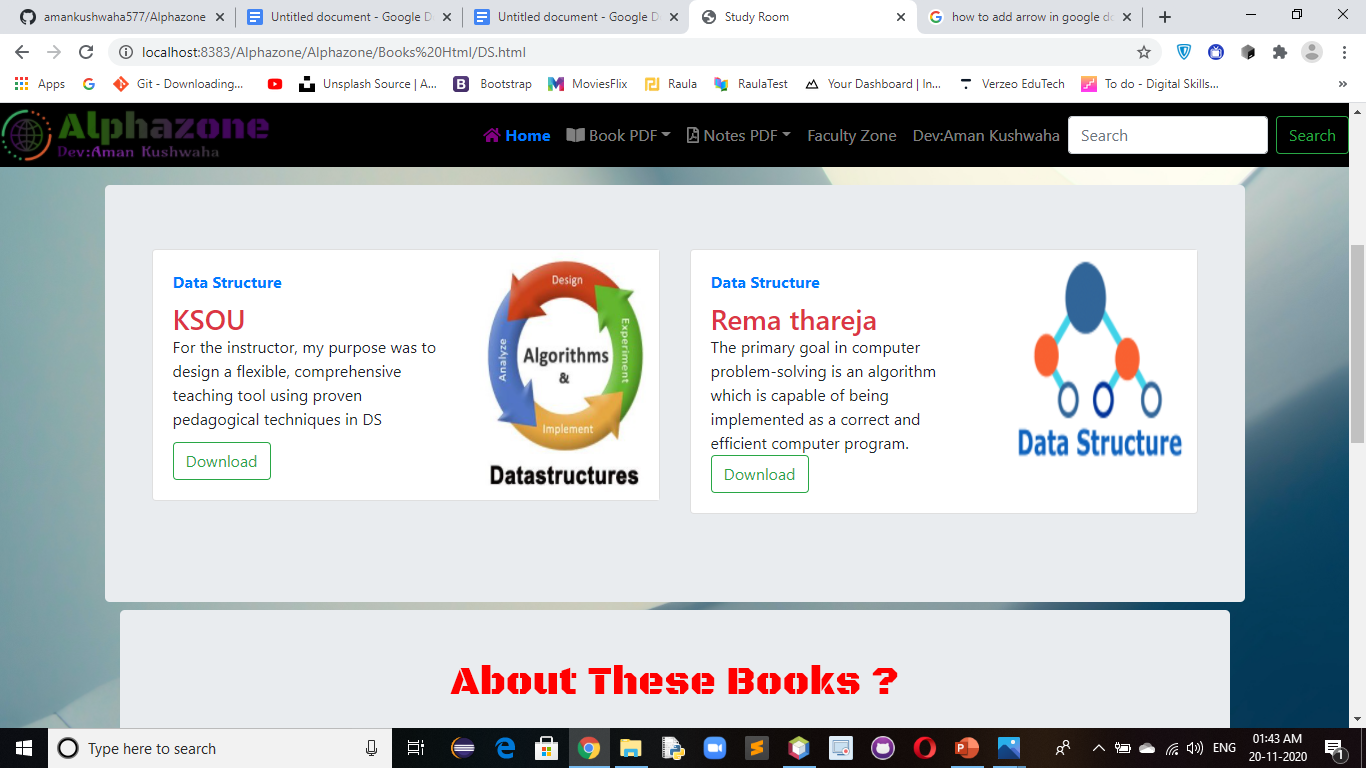 amankushwaha577/Alphazone
Untitled document - Google D
Untitled document - Google D
Study Room
how to add arrow in google do
localhost:8383/Alphazone/Alphazone/Books%20Html/DS.html
Apps
Git - Downloading...
Unsplash Source | A...
Bootstrap
MoviesFlix
Raula
RaulaTest
Your Dashboard | In...
Verzeo EduTech
To do - Digital Skills...
»
Alphazone
Dev:Aman Kushwaha
Home
Book PDF
Notes PDF
Faculty Zone
Dev:Aman Kushwaha
Search
Search
Data Structure
KSOU
For the instructor, my purpose was to
design a flexible, comprehensive
teaching tool using proven
pedagogical techniques in DS
Download
Design
Experiment
Analyze
Algorithms
&
Implement
Datastructures
Data Structure
Rema thareja
The primary goal in computer
problem-solving is an algorithm
which is capable of being
implemented as a correct and
efficient computer program.
Download
Data Structure
About These Books ?
Type here to search
ENG
01:43 AM
20-11-2020
1